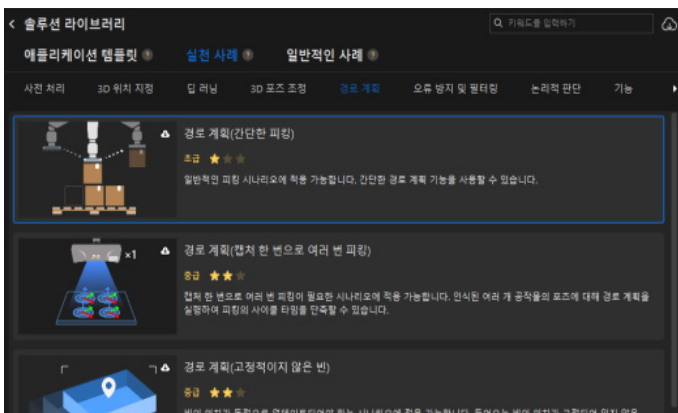 솔루션 라이브러리
키워드를 입력하기
애플리케이션 템플릿 ?
실천 사례 ?
일반적인 사례 ?
사전 처리
3D 위치 지정
딥 러닝
3D 포즈 조정
경로 계획
오류 방지 및 필터링
논리적 판단
기능
경로 계획(간단한 피킹)
초급
일반적인 피킹 시나리오에 적용 가능합니다. 간단한 경로 계획 기능를 사용할 수 있습니다.
×1
경로 계획(캡처 한 번으로 여러 번 피킹)
중급
캡처 한 번으로 여러 번 피킹이 필요한 시나리오에 적용 가능합니다. 인식된 여러 개 공작물의 포즈에 대해 경로 계획을
실행하여 피킹의 사이클 타임을 단축할 수 있습니다.
경로 계획(고정적이지 않은 빈)
중급